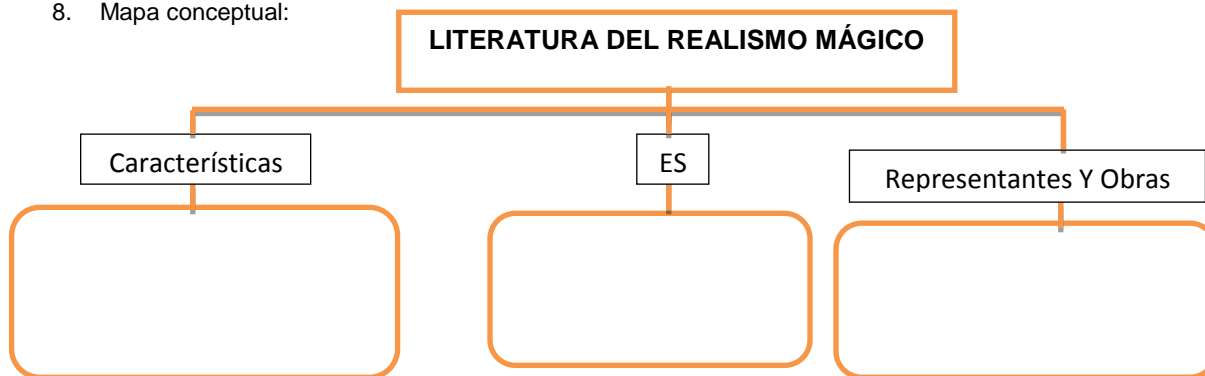 8. Mapa conceptual:
LITERATURA DEL REALISMO MÁGICO
Características
ES
Representantes Y Obras